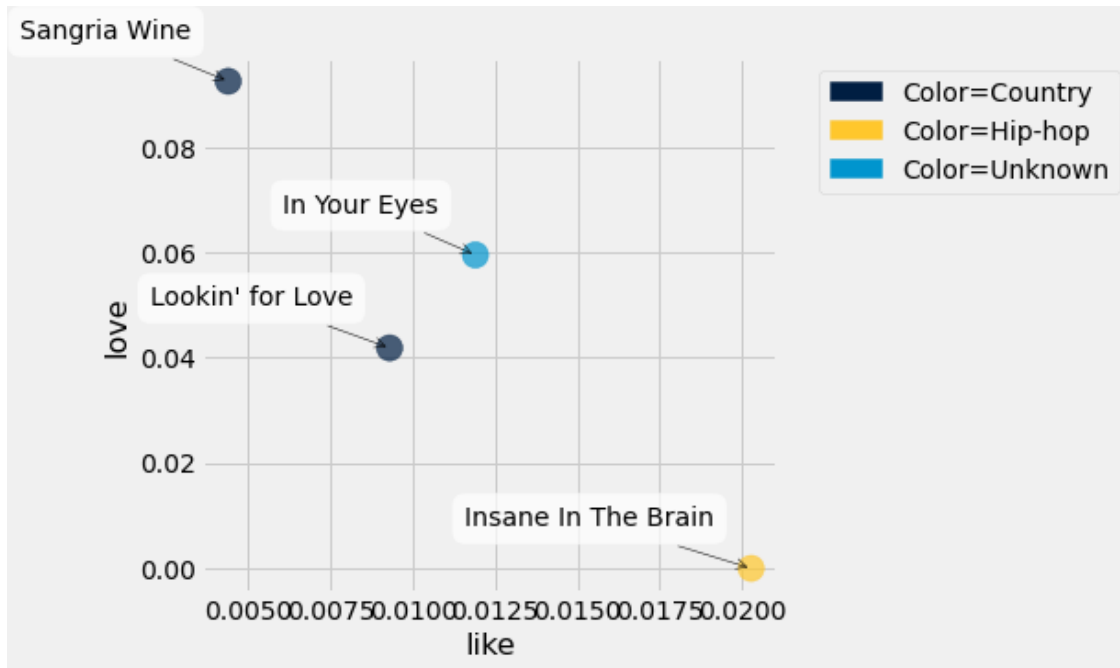 Sangria Wine
Color=Country
Color=Hip-hop
Color=Unknown
0.08
In Your Eyes
0.06
Lookin' for Love
love
0.04
0.02
Insane In The Brain
0.00
0.0050 0.0075 0.0100 0.0125 0.0150 0.0175 0.0200
like